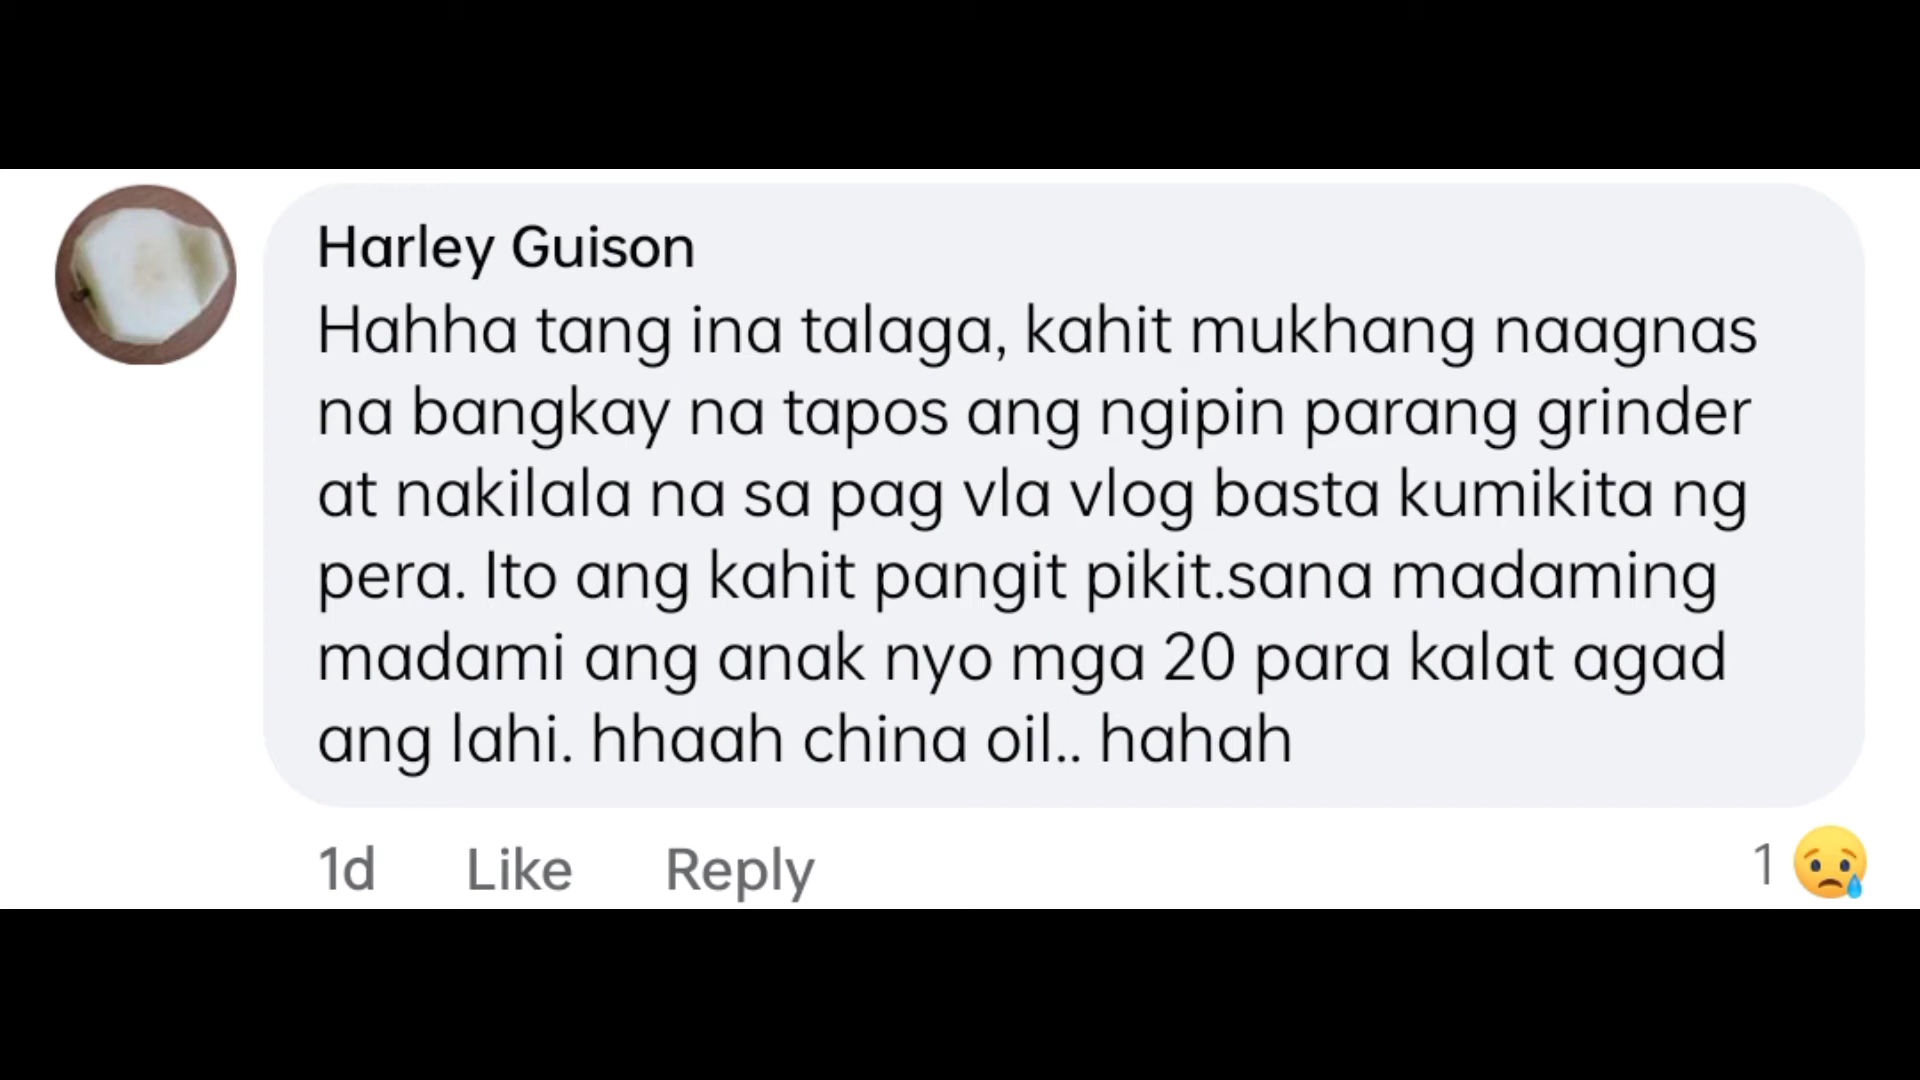 Harley Guison
Hahha tang ina talaga, kahit mukhang naagnas
na bangkay na tapos ang ngipin parang grinder
at nakilala na sa pag vla vlog basta kumikita ng
pera. Ito ang kahit pangit pikit.sana madaming
madami ang anak nyo mga 20 para kalat agad
ang lahi. hhaah china oil.. hahah
1d Like Reply 1